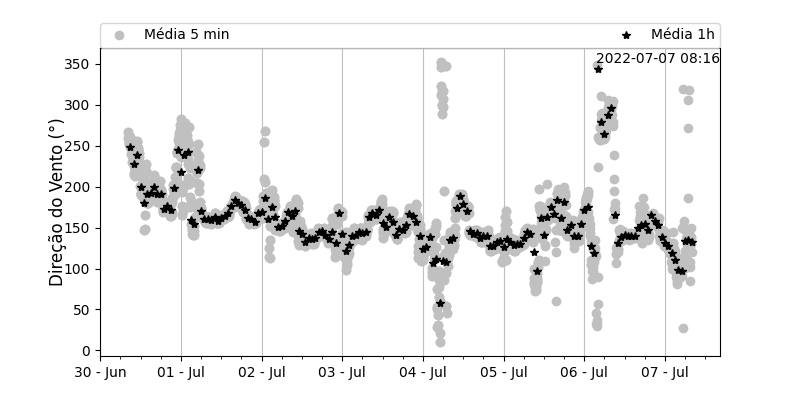 Média 5 min
Média 1h
2022-07-07 08:16
Direção do Vento (°)
350
300
250
200
150
100
50
0
30 - Jun
01 - Jul
02 - Jul
03 - Jul
04 - Jul
05 - Jul
06 - Jul
07 - Jul